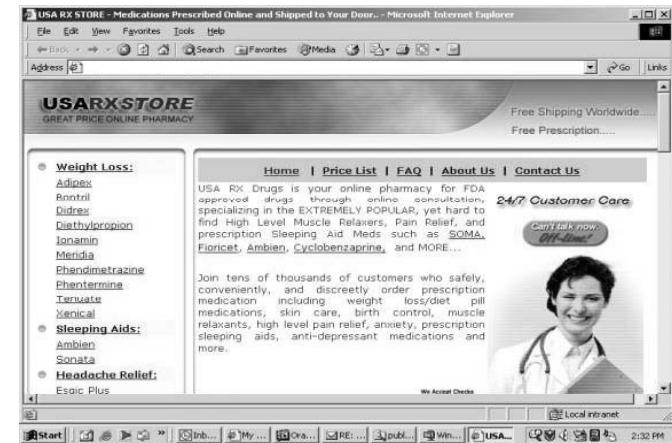 USA RX STORE - Medications Prescribed Online and Shipped to Your Door.. - Microsoft Internet Explorer
File Edit View Favorites Tools Help
Back Search Favorites Media
Address Go Links
USARXSTORE
GREAT PRICE ONLINE PHARMACY
Free Shipping Worldwide.....
Free Prescription.....
Weight Loss:
Adipex
Bontril
Didrex
Diethylpropion
Ionamin
Meridia
Phendimetrazine
Phentermine
Tenuate
Xenical
Sleeping Aids:
Ambien
Sonata
Headache Relief:
Esgic Plus
Home | Price List | FAQ | About Us | Contact Us
USA RX Drugs is your online pharmacy for FDA
approved drugs through online consultation,
specializing in the EXTREMELY POPULAR, yet hard to
find High Level Muscle Relaxers, Pain Relief, and
prescription Sleeping Aid Meds such as SOMA,
Fioricet, Ambien, Cyclobenzaprine, and MORE...
Join tens of thousands of customers who safely,
conveniently, and discreetly order prescription
medication including weight loss/diet pill
medications, skin care, birth control, muscle
relaxants, high level pain relief, anxiety, prescription
sleeping aids, anti-depressant medications and
more.
We Accept Checks
24/7 Customer Care
Can't talk now.
Off-line!
Local intranet
Start Inb... My ... Ora... RE: ... publ... Win... USA... 2:32 PM